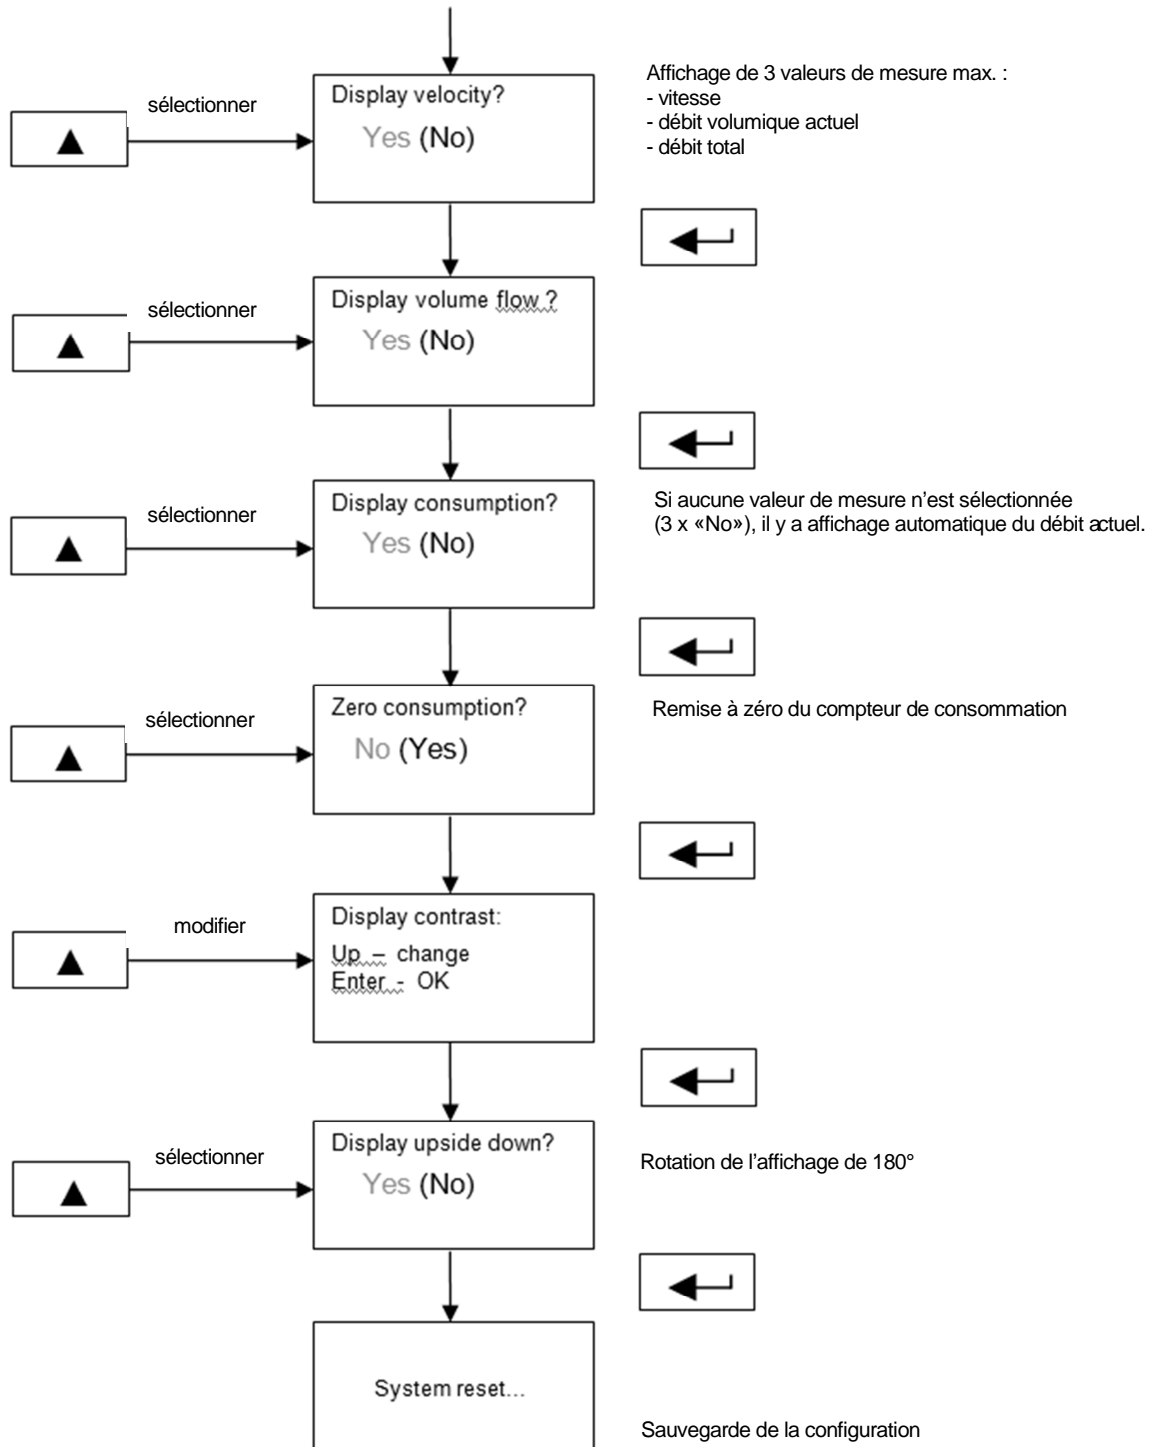 sélectionner
Display velocity?
Yes (No)
Affichage de 3 valeurs de mesure max. :
- vitesse
- débit volumique actuel
- débit total
sélectionner
Display volume flow ?
Yes (No)
sélectionner
Display consumption?
Yes (No)
Si aucune valeur de mesure n’est sélectionnée
(3 x «No»), il y a affichage automatique du débit actuel.
sélectionner
Zero consumption?
No (Yes)
Remise à zéro du compteur de consommation
modifier
Display contrast:
Up – change
Enter - OK
sélectionner
Display upside down?
Yes (No)
Rotation de l’affichage de 180°
System reset...
Sauvegarde de la configuration